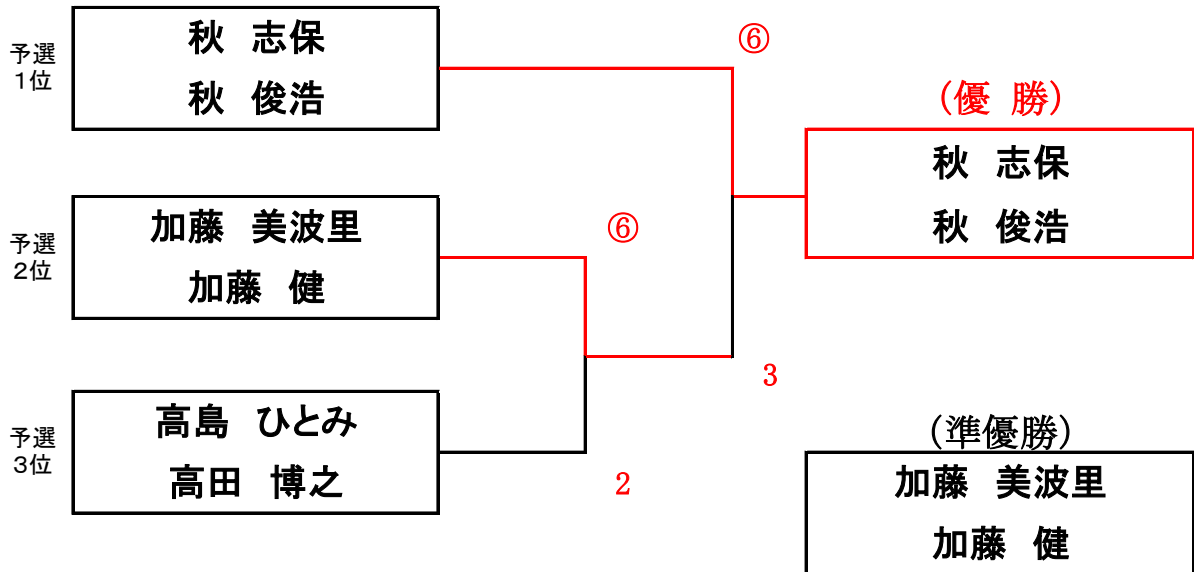 予選
1位
秋　志保
秋　俊浩
⑥
予選
2位
加藤　美波里
加藤　健
⑥
予選
3位
高島　ひとみ
高田　博之
2
3
(優 勝)
秋　志保
秋　俊浩
(準優勝)
加藤　美波里
加藤　健